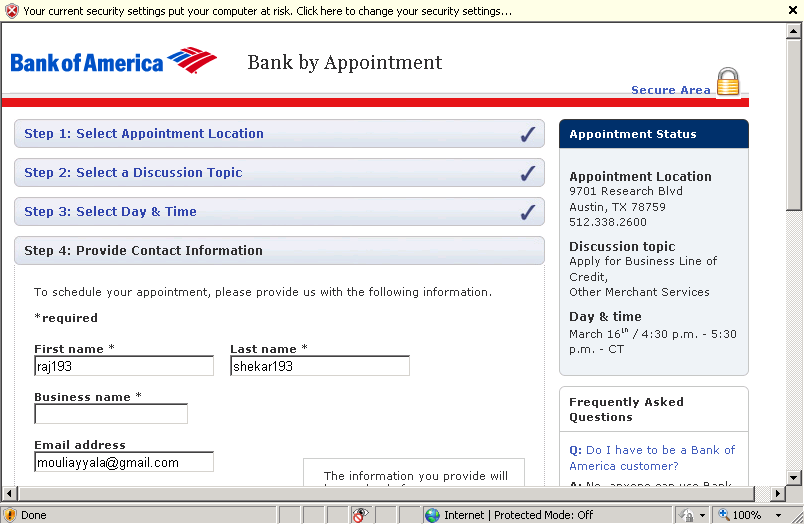 Your current security settings put your computer at risk. Click here to change your security settings...
Bank of America
Bank by Appointment
Secure Area
Step 1: Select Appointment Location
Step 2: Select a Discussion Topic
Step 3: Select Day & Time
Step 4: Provide Contact Information
To schedule your appointment, please provide us with the following information.
*required
First name *
Last name *
raj193
shekar193
Business name *
Email address
mouliayyala@gmail.com
The information you provide will
Appointment Status
Appointment Location
9701 Research Blvd
Austin, TX 78759
512.338.2600
Discussion topic
Apply for Business Line of
Credit,
Other Merchant Services
Day & time
March 16th / 4:30 p.m. - 5:30
p.m. - CT
Frequently Asked
Questions
Q: Do I have to be a Bank of
America customer?
A: No, anyone can use Bank
Done
Internet | Protected Mode: Off
100%